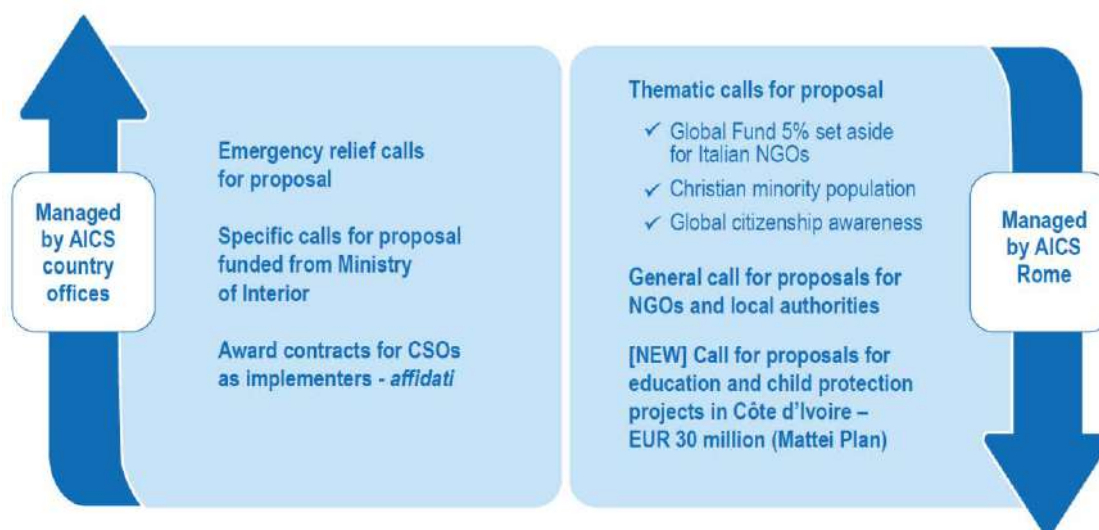 Managed
by AICS
country
offices
Emergency relief calls
for proposal
Specific calls for proposal
funded from Ministry
of Interior
Award contracts for CSOs
as implementers - affidati
Thematic calls for proposal
✓ Global Fund 5% set aside
for Italian NGOs
✓ Christian minority population
✓ Global citizenship awareness
General call for proposals for
NGOs and local authorities
[NEW] Call for proposals for
education and child protection
projects in Côte d'Ivoire –
EUR 30 million (Mattei Plan)
Managed
by AICS
Rome